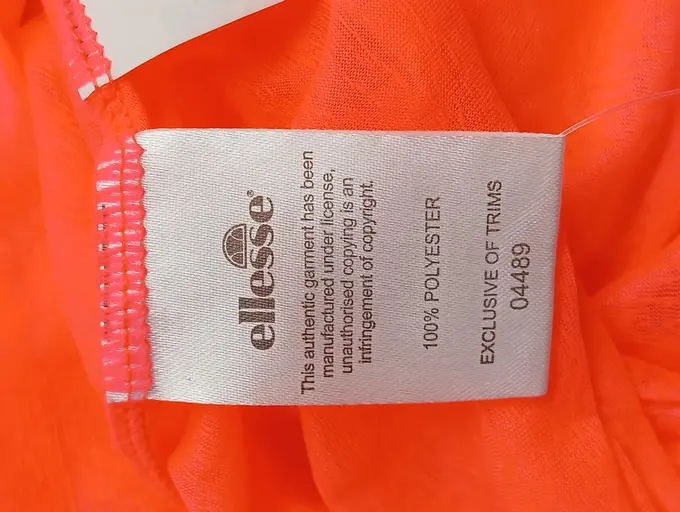 ellesse®
This authentic garment has been
manufactured under license,
unauthorised copying is an
infringement of copyright.
100% POLYESTER
EXCLUSIVE OF TRIMS
04489